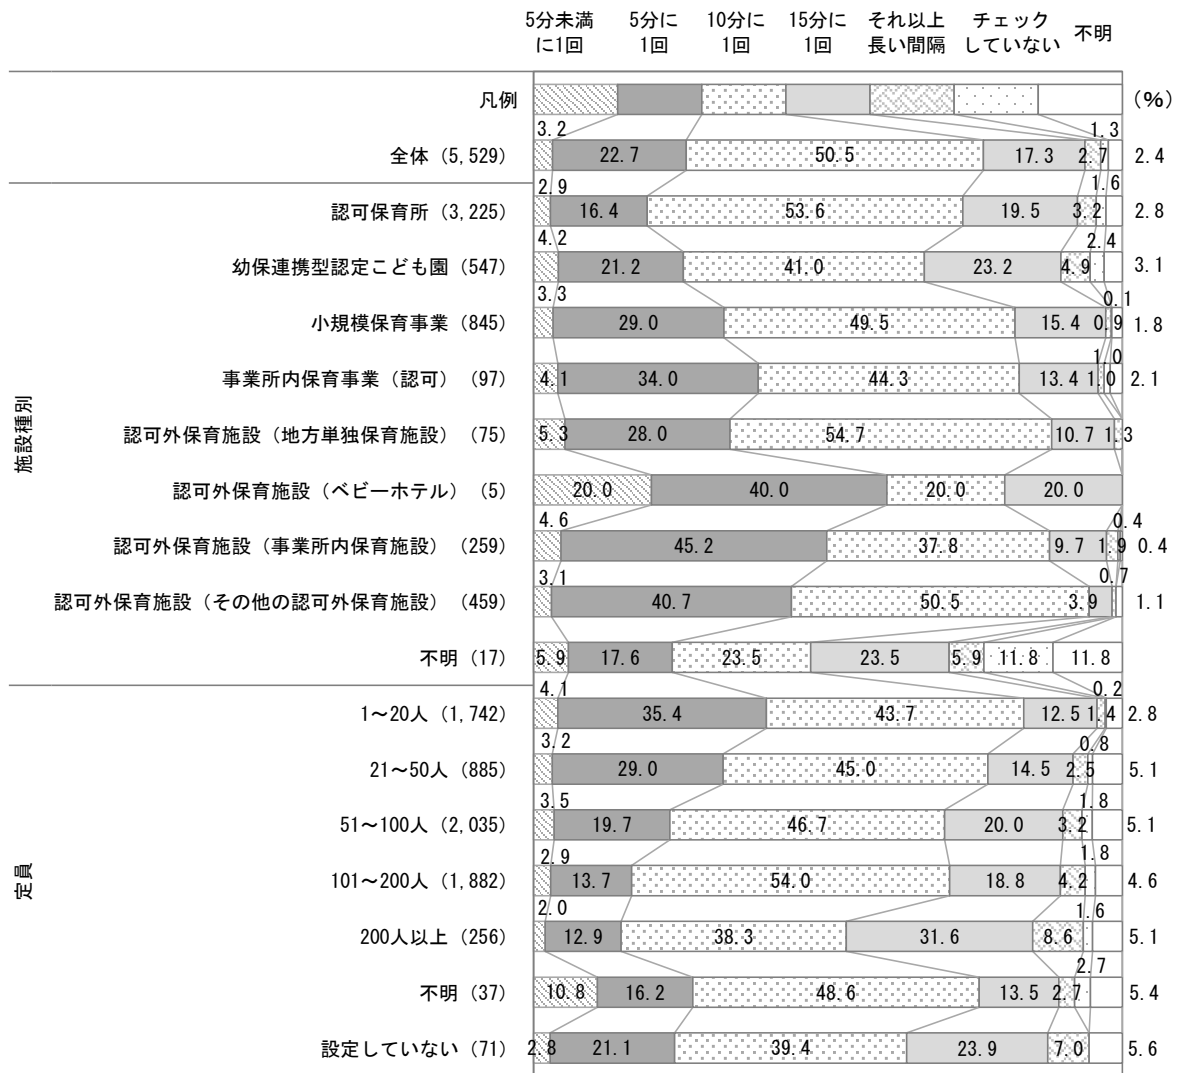 5分未満に1回 5分に1回 10分に1回 15分に1回 それ以上長い間隔 チェックしていない 不明
凡例 (%)
3.2 1.3
全体（5,529） 22.7 50.5 17.3 2.7 2.4
2.9 1.6
認可保育所（3,225） 16.4 53.6 19.5 3.2 2.8
4.2 2.4
幼保連携型認定こども園（547） 21.2 41.0 23.2 4.9 3.1
3.3 0.1
小規模保育事業（845） 29.0 49.5 15.4 0.9 1.8
1.0
事業所内保育事業（認可）（97） 4.1 34.0 44.3 13.4 1.0 2.1
施設種別
認可外保育施設（地方単独保育施設）（75） 5.3 28.0 54.7 10.7 1.3
認可外保育施設（ベビーホテル）（5） 20.0 40.0 20.0 20.0
4.6 0.4
認可外保育施設（事業所内保育施設）（259） 45.2 37.8 9.7 1.9 0.4
3.1 0.7
認可外保育施設（その他の認可外保育施設）（459） 40.7 50.5 3.9 1.1
不明（17） 5.9 17.6 23.5 23.5 5.9 11.8 11.8
4.1 0.2
1～20人（1,742） 35.4 43.7 12.5 1.4 2.8
3.2 0.8
21～50人（885） 29.0 45.0 14.5 2.5 5.1
3.5 1.8
51～100人（2,035） 19.7 46.7 20.0 3.2 5.1
定員
2.9 1.8
101～200人（1,882） 13.7 54.0 18.8 4.2 4.6
2.0 1.6
200人以上（256） 12.9 38.3 31.6 8.6 5.1
2.7
不明（37） 10.8 16.2 48.6 13.5 2.7 5.4
設定していない（71） 2.8 21.1 39.4 23.9 7.0 5.6